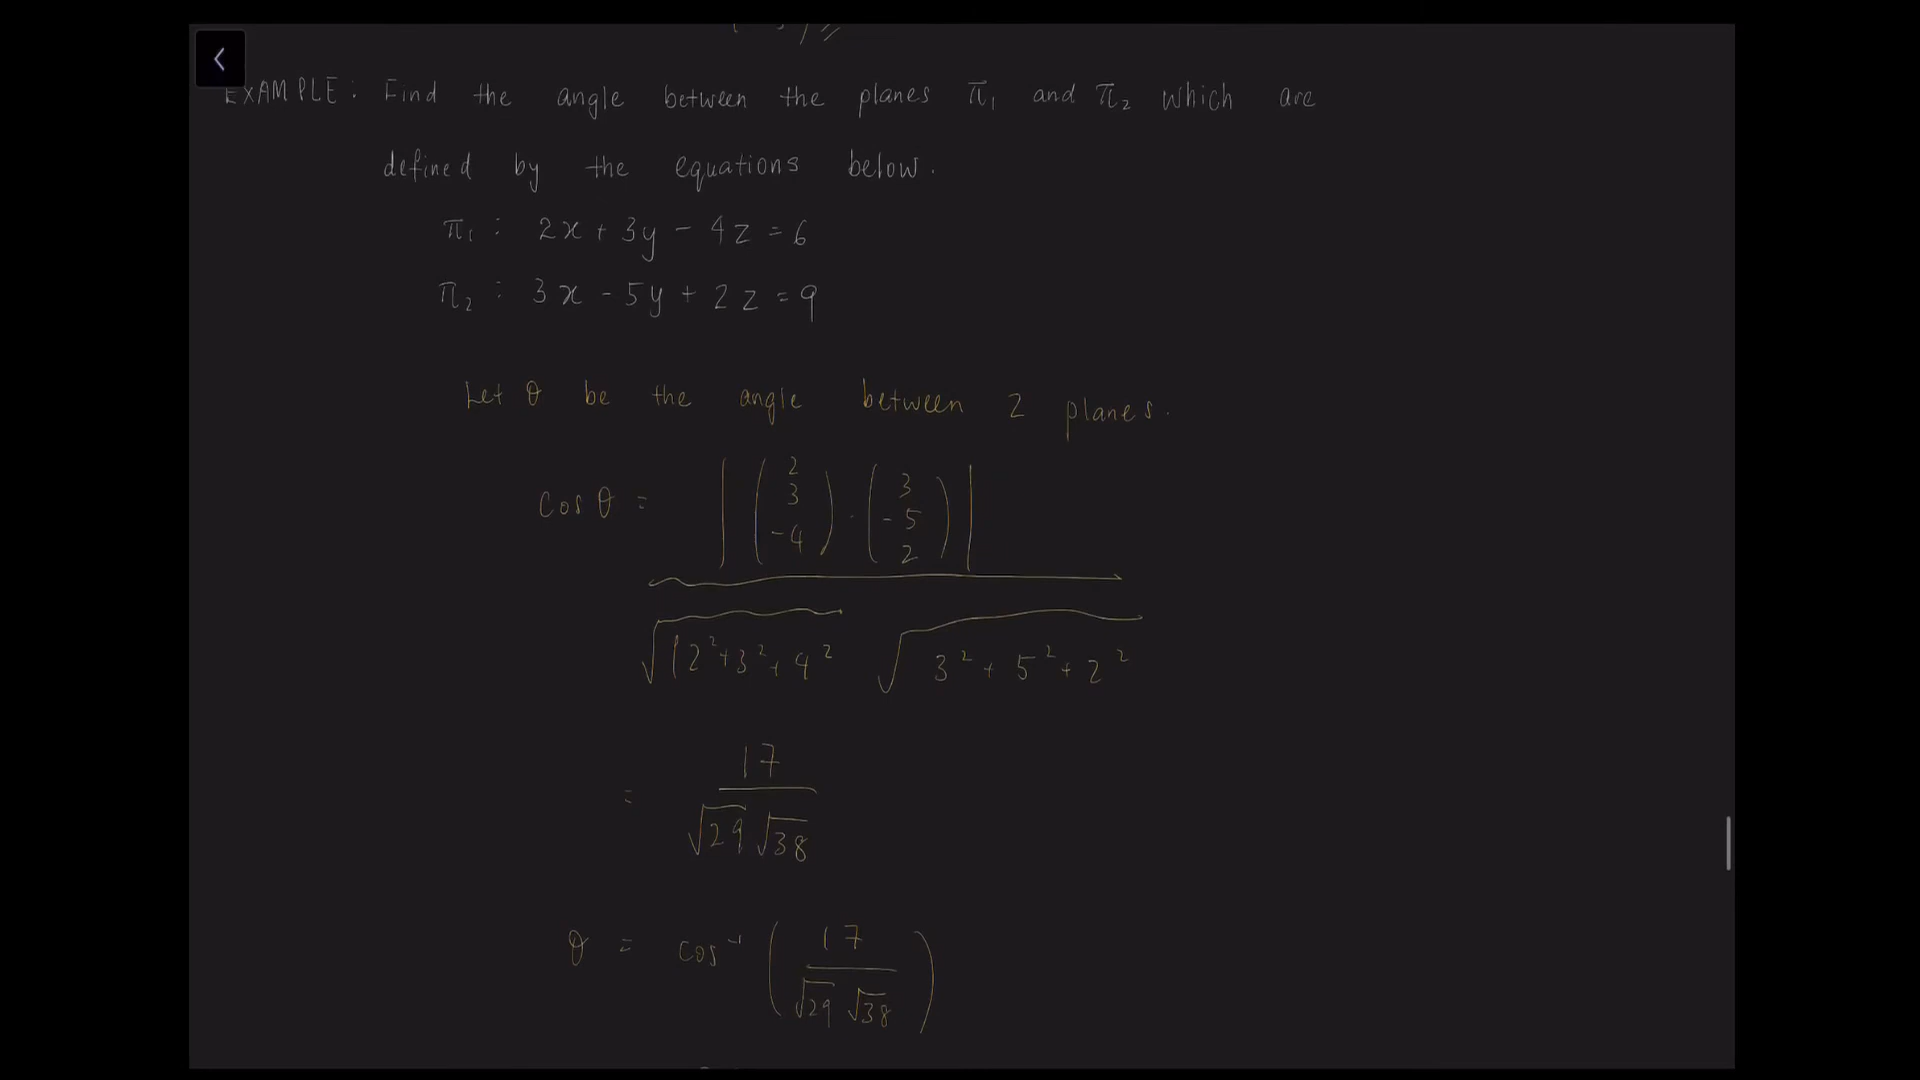 EXAMPLE: Find the angle between the planes π₁ and π₂ which are
defined by the equations below.
π₁ : 2x + 3y - 4z = 6
π₂ : 3x - 5y + 2z = 9
Let θ be the angle between 2 planes.
cos θ = | (2 3 -4) · (3 -5 2) |
√(2²+3²+4²) √(3² + 5² + 2²)
= 17
√29 √38
θ = cos⁻¹ ( 17
√29 √38 )